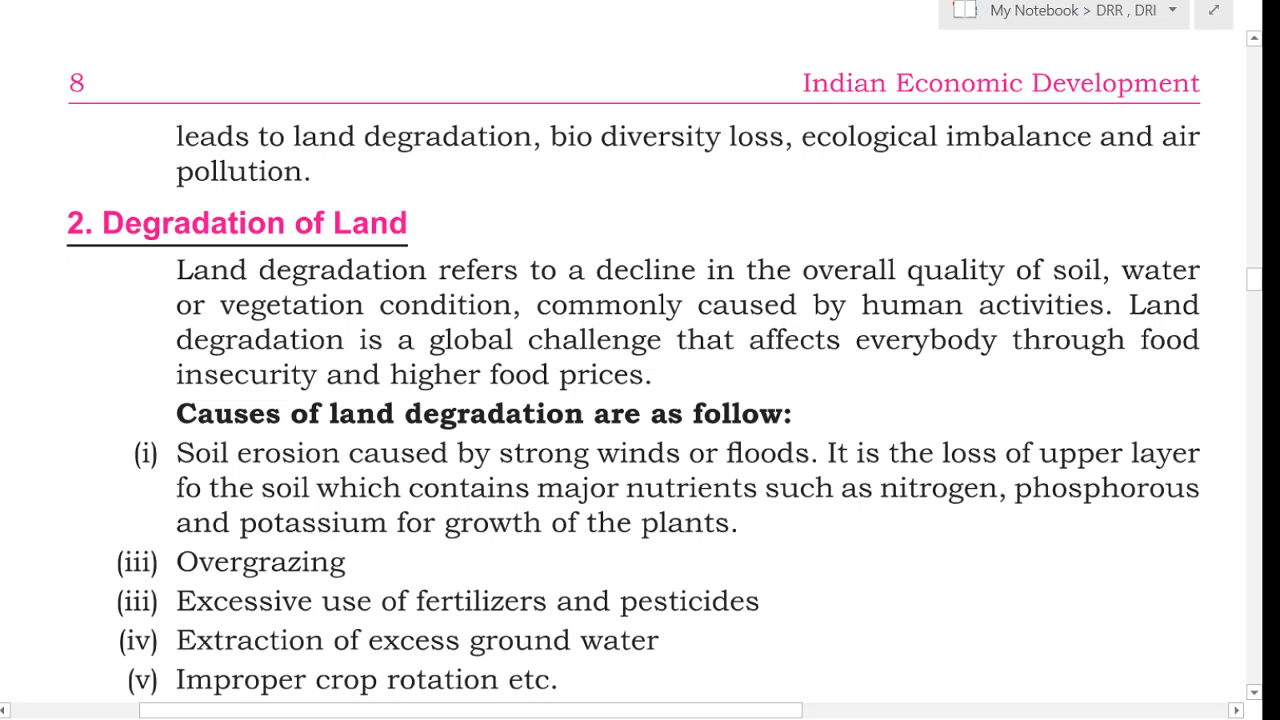 My Notebook > DRR , DRI
8 Indian Economic Development
leads to land degradation, bio diversity loss, ecological imbalance and air
pollution.
2. Degradation of Land
Land degradation refers to a decline in the overall quality of soil, water
or vegetation condition, commonly caused by human activities. Land
degradation is a global challenge that affects everybody through food
insecurity and higher food prices.
Causes of land degradation are as follow:
(i) Soil erosion caused by strong winds or floods. It is the loss of upper layer
fo the soil which contains major nutrients such as nitrogen, phosphorous
and potassium for growth of the plants.
(iii) Overgrazing
(iii) Excessive use of fertilizers and pesticides
(iv) Extraction of excess ground water
(v) Improper crop rotation etc.